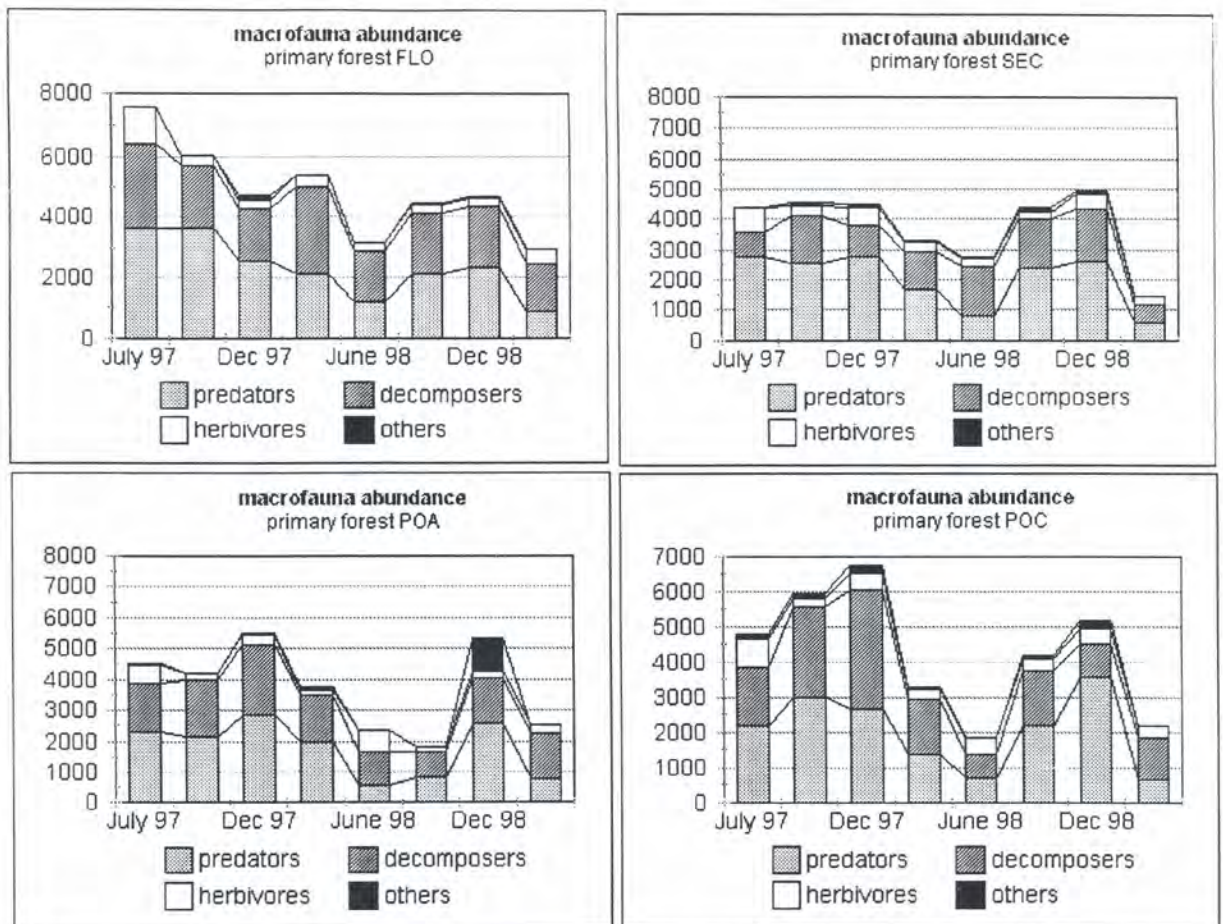 macrofauna abundance
primary forest FLO
8000
6000
4000
2000
0
July 97 Dec 97 June 98 Dec 98
predators decomposers
herbivores others
macrofauna abundance
primary forest SEC
8000
7000
6000
5000
4000
3000
2000
1000
0
July 97 Dec 97 June 98 Dec 98
predators decomposers
herbivores others
macrofauna abundance
primary forest POA
8000
7000
6000
5000
4000
3000
2000
1000
0
July 97 Dec 97 June 98 Dec 98
predators decomposers
herbivores others
macrofauna abundance
primary forest POC
7000
6000
5000
4000
3000
2000
1000
0
July 97 Dec 97 June 98 Dec 98
predators decomposers
herbivores others